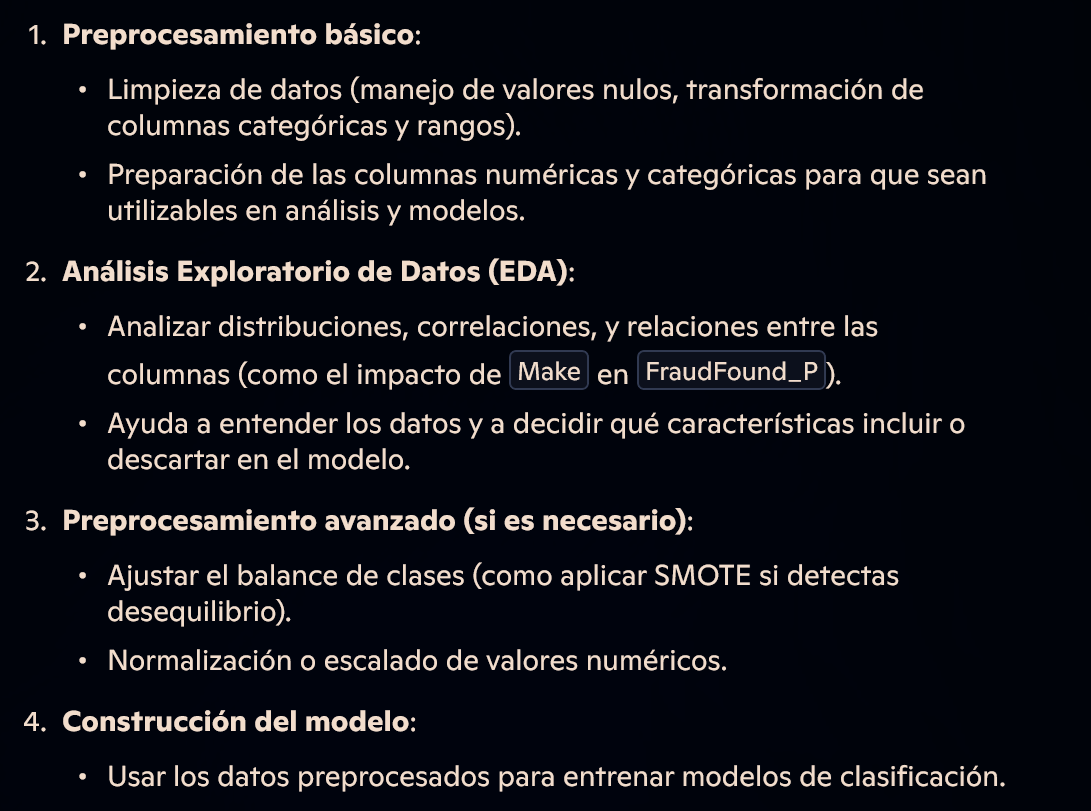 1. Preprocesamiento básico:
• Limpieza de datos (manejo de valores nulos, transformación de
columnas categóricas y rangos).
• Preparación de las columnas numéricas y categóricas para que sean
utilizables en análisis y modelos.
2. Análisis Exploratorio de Datos (EDA):
• Analizar distribuciones, correlaciones, y relaciones entre las
columnas (como el impacto de Make en FraudFound_P).
• Ayuda a entender los datos y a decidir qué características incluir o
descartar en el modelo.
3. Preprocesamiento avanzado (si es necesario):
• Ajustar el balance de clases (como aplicar SMOTE si detectas
desequilibrio).
• Normalización o escalado de valores numéricos.
4. Construcción del modelo:
• Usar los datos preprocesados para entrenar modelos de clasificación.